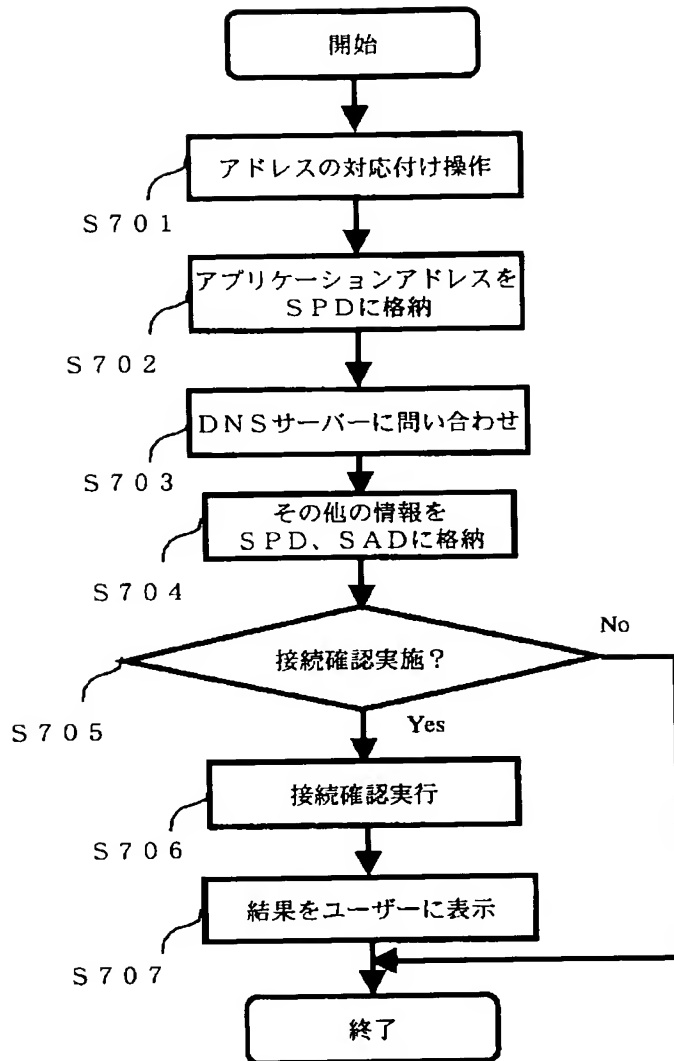 開始
アドレスの対応付け操作
S701
アプリケーションアドレスを
SPDに格納
S702
DNSサーバーに問い合わせ
S703
その他の情報を
SPD、SADに格納
S704
接続確認実施?
No
S705
Yes
接続確認実行
S706
結果をユーザーに表示
S707
終了